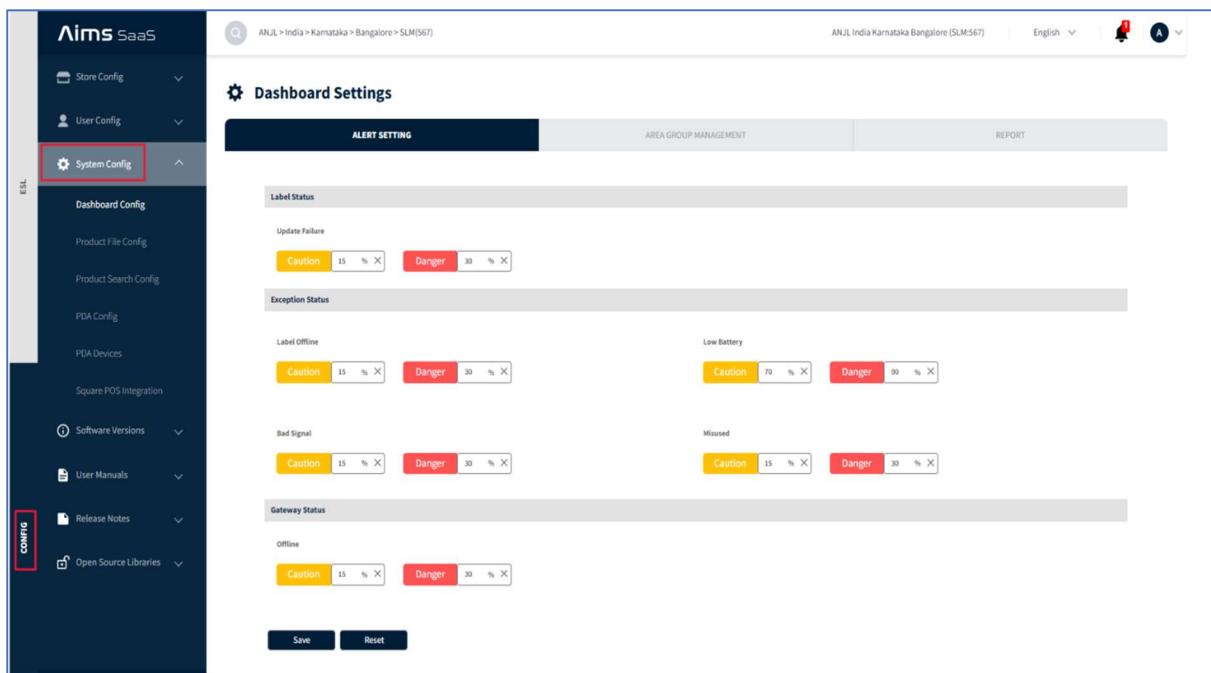 Aims SaaS
ANJL > India > Karnataka > Bangalore > SLM(567)
ANJL India Karnataka Bangalore (SLM:567)
English
1
A
ESL
CONFIG
Store Config
User Config
System Config
Dashboard Config
Product File Config
Product Search Config
PDA Config
PDA Devices
Square POS Integration
Software Versions
User Manuals
Release Notes
Open Source Libraries
Dashboard Settings
ALERT SETTING
AREA GROUP MANAGEMENT
REPORT
Label Status
Update Failure
Caution 15 % X Danger 30 % X
Exception Status
Label Offline
Caution 15 % X Danger 30 % X
Low Battery
Caution 70 % X Danger 90 % X
Bad Signal
Caution 15 % X Danger 30 % X
Misused
Caution 15 % X Danger 30 % X
Gateway Status
Offline
Caution 15 % X Danger 30 % X
Save
Reset